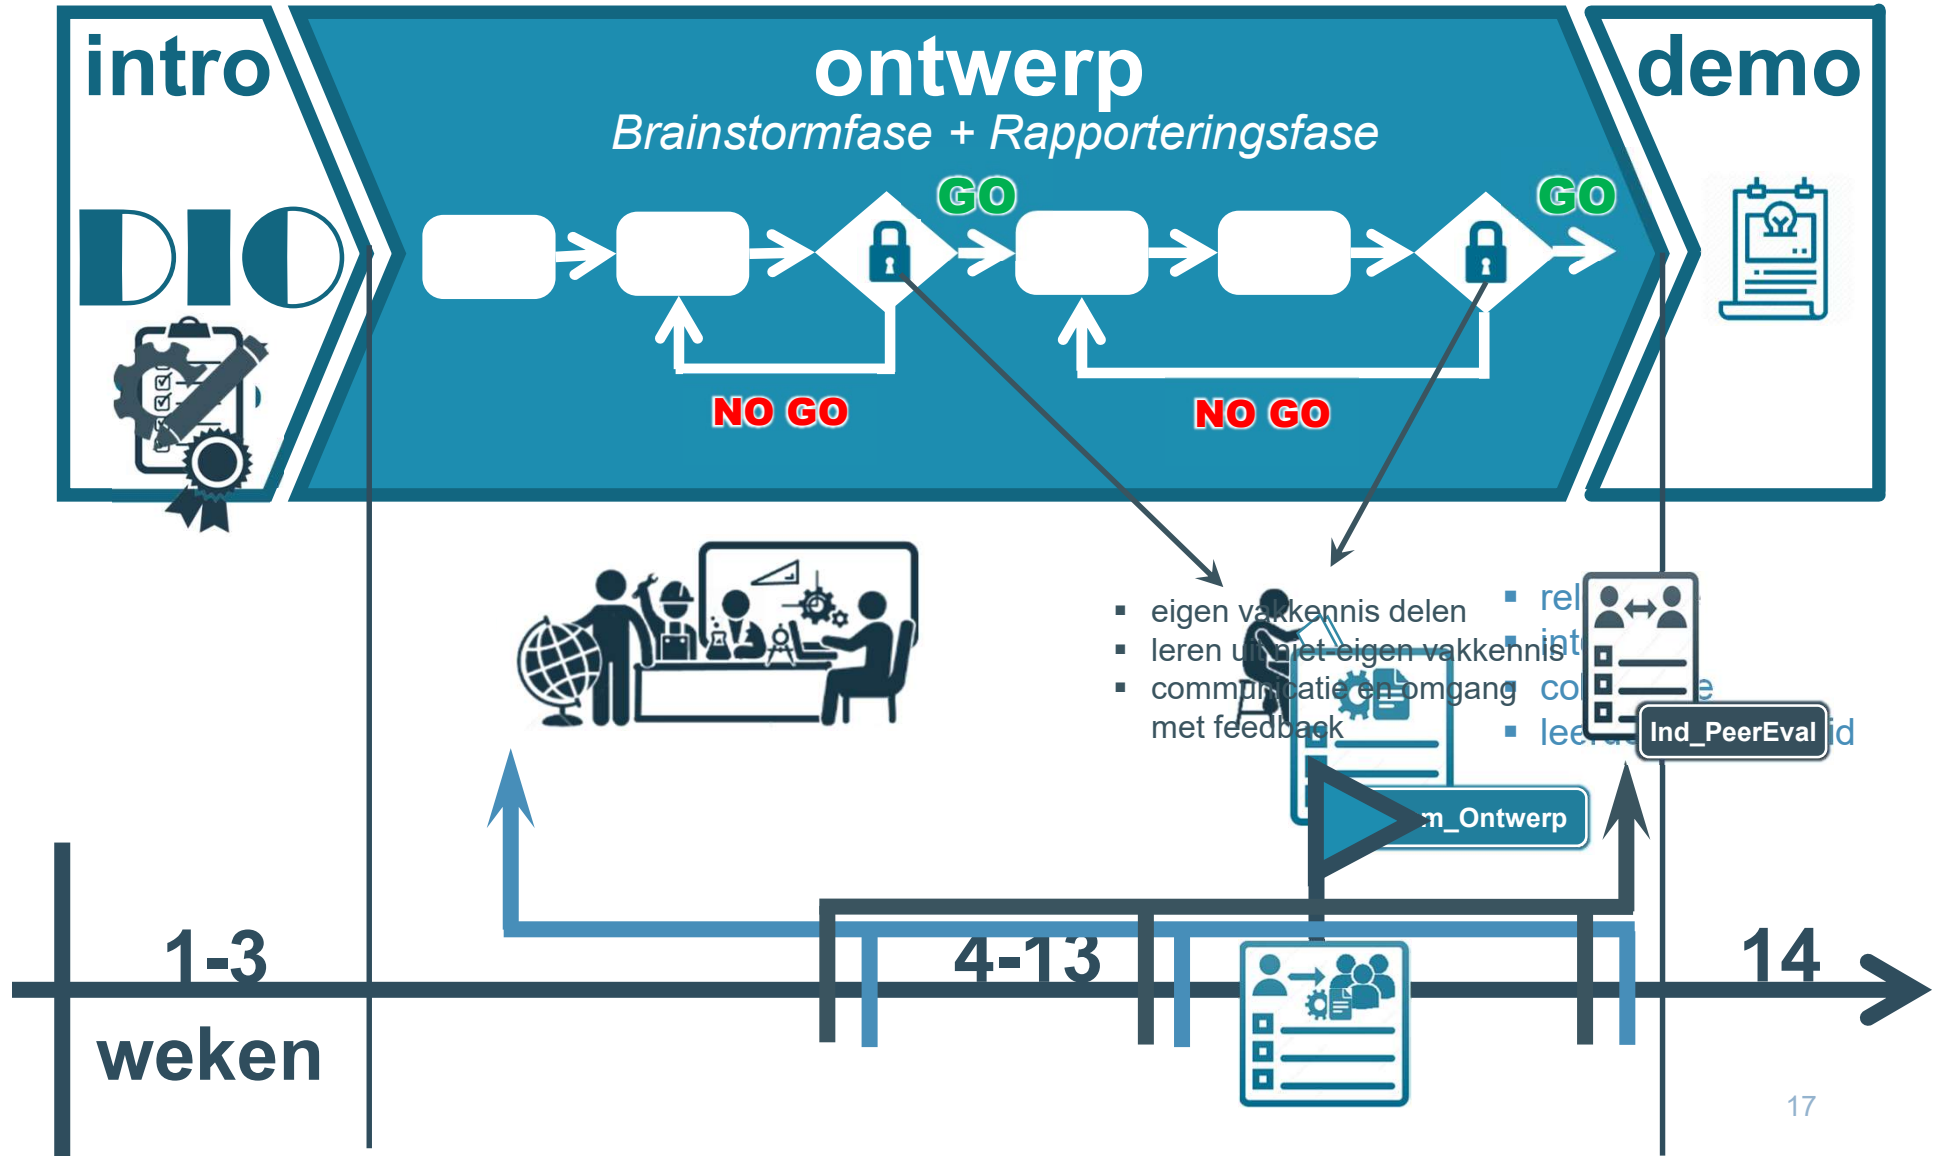 intro
ontwerp
demo
Brainstormfase + Rapporteringsfase
GO
GO
DIO
NO GO
NO GO
▪ eigen vakkennis delen
▪ leren uit niet-eigen vakkennis
▪ communicatie en omgang
met feedback
Ind_PeerEval
1-3
4-13
14
weken
17